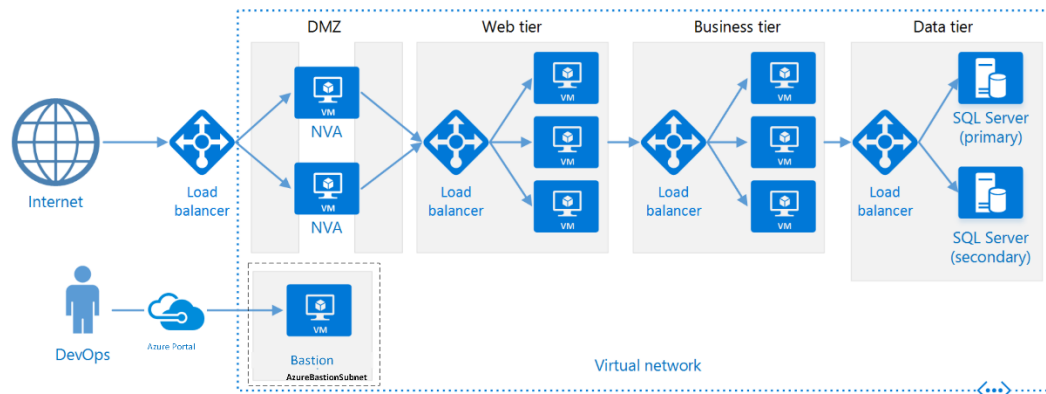 DMZ
Web tier
Business tier
Data tier
VM
NVA
VM
NVA
Internet
Load
balancer
Load
balancer
VM
VM
VM
Load
balancer
VM
VM
VM
Load
balancer
SQL Server
(primary)
SQL Server
(secondary)
DevOps
Azure Portal
VM
Bastion
AzureBastionSubnet
Virtual network